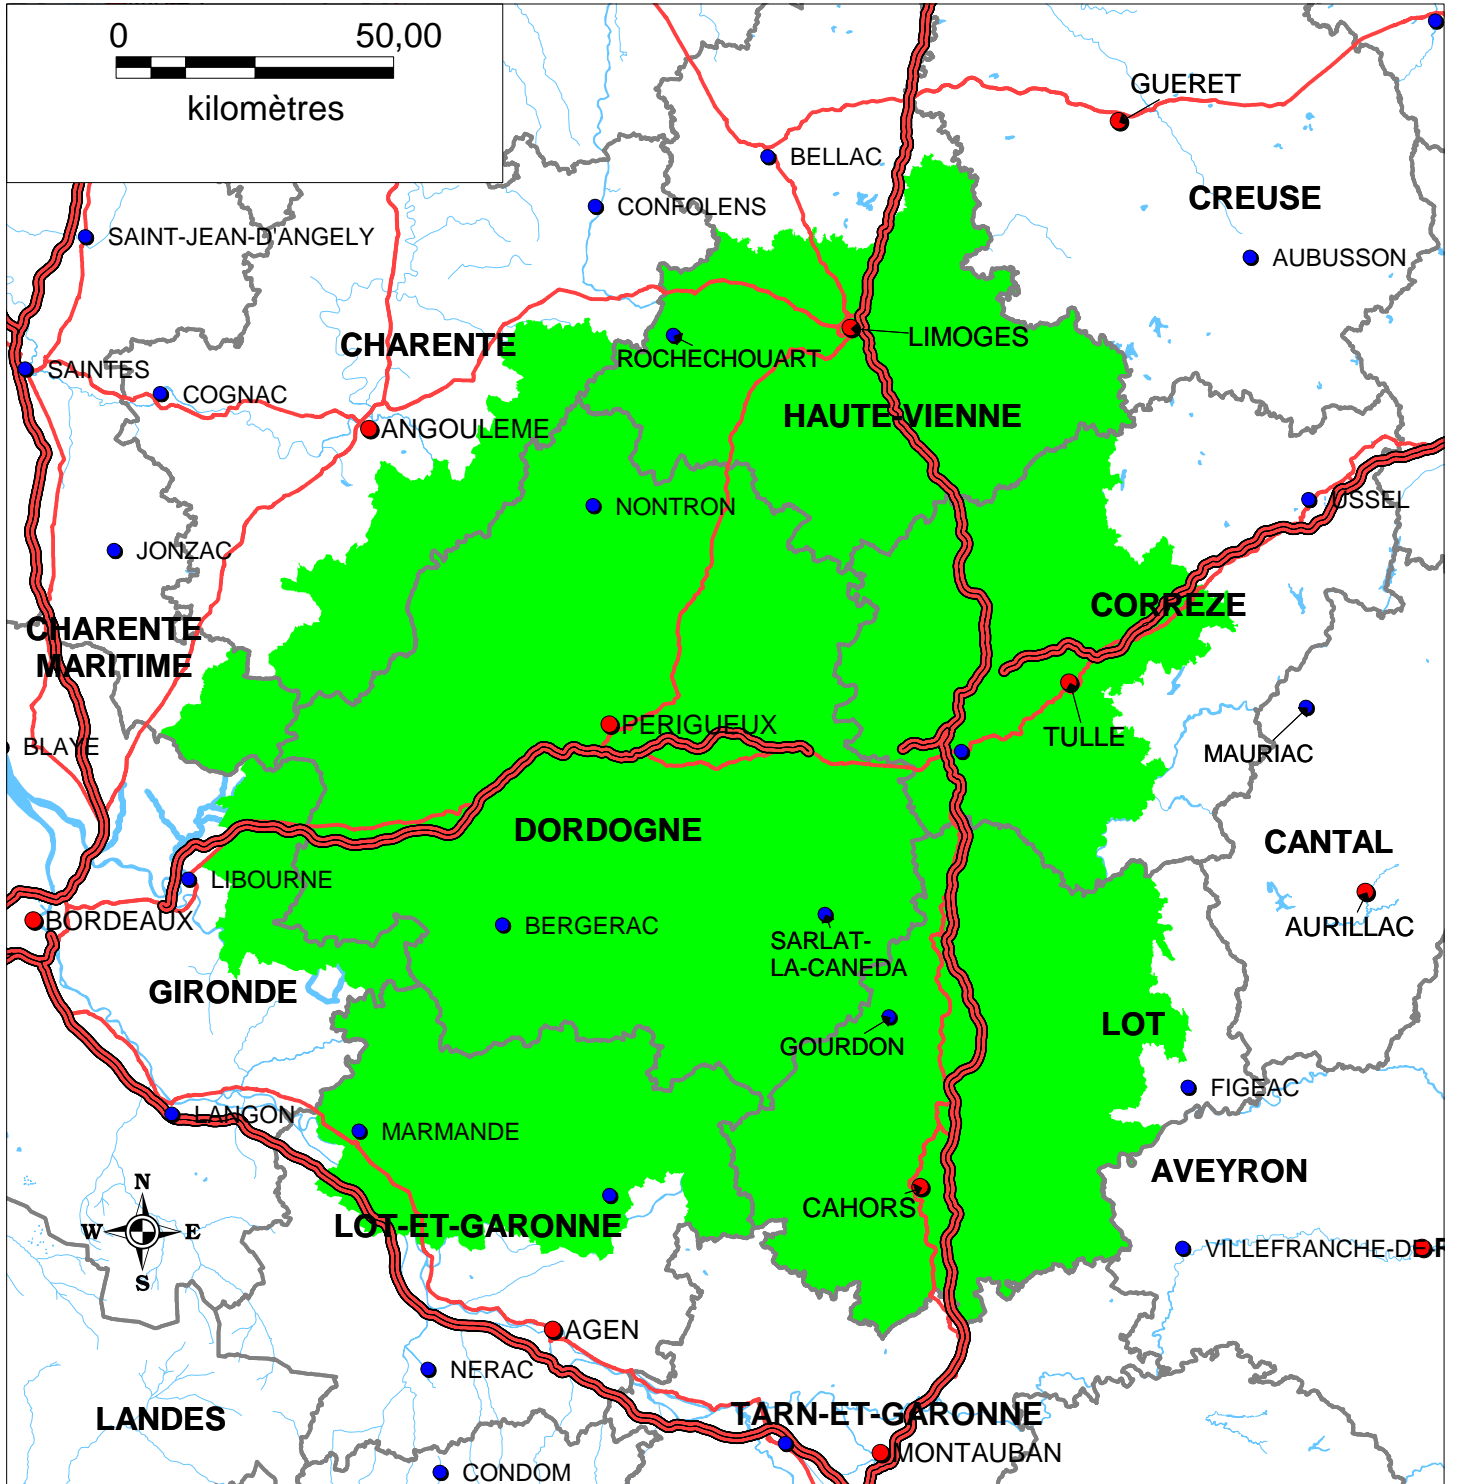 0 50,00
kilomètres
GUERET
BELLAC
CREUSE
CONFOLENS
SAINT-JEAN-D'ANGELY
AUBUSSON
LIMOGES
CHARENTE
ROCHECHOUART
SAINTES
COGNAC
HAUTE-VIENNE
ANGOULEME
NONTRON
USSEL
JONZAC
CORREZE
CHARENTE
MARITIME
PERIGUEUX
TULLE
BLAYE
MAURIAC
DORDOGNE
CANTAL
LIBOURNE
BORDEAUX
BERGERAC
SARLAT-
LA-CANEDA
AURILLAC
GIRONDE
LOT
GOURDON
FIGEAC
LANGON
MARMANDE
AVEYRON
N
W E
S
CAHORS
LOT-ET-GARONNE
VILLEFRANCHE-DE-R
AGEN
NERAC
LANDES
TARN-ET-GARONNE
MONTAUBAN
CONDOM